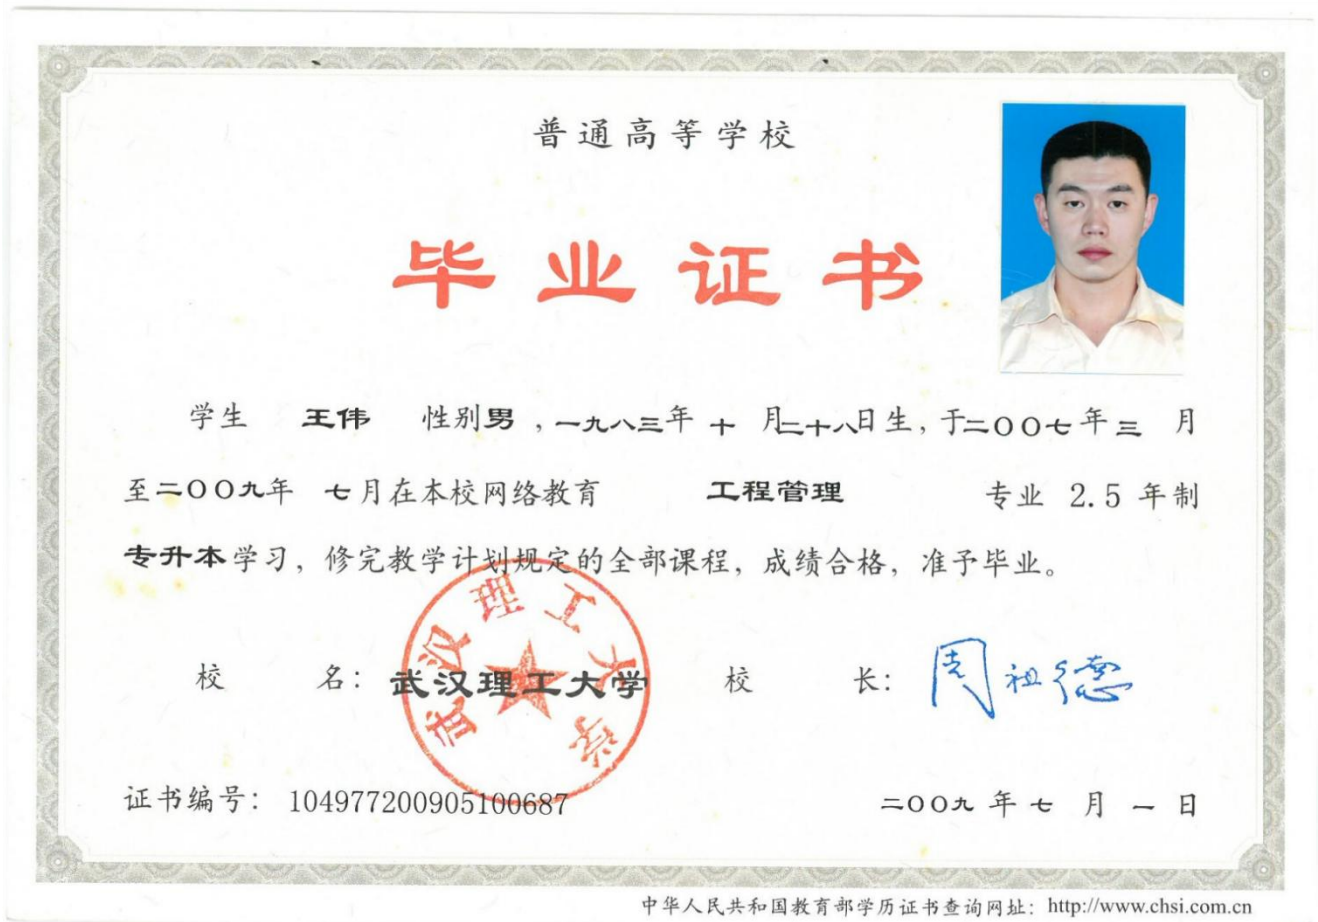 普通高等学校
毕业证书
学生 王伟 性别男，一九八三年 十 月二十八日生，于二〇〇七年三 月
至二〇〇九年 七月在本校网络教育 工程管理 专业 2.5 年制
专升本学习，修完教学计划规定的全部课程，成绩合格，准予毕业。
武汉理工大学
校 名：武汉理工大学 校 长：周祖德
证书编号：104977200905100687 二〇〇九 年 七 月 一 日
中华人民共和国教育部学历证书查询网址：http://www.chsi.com.cn